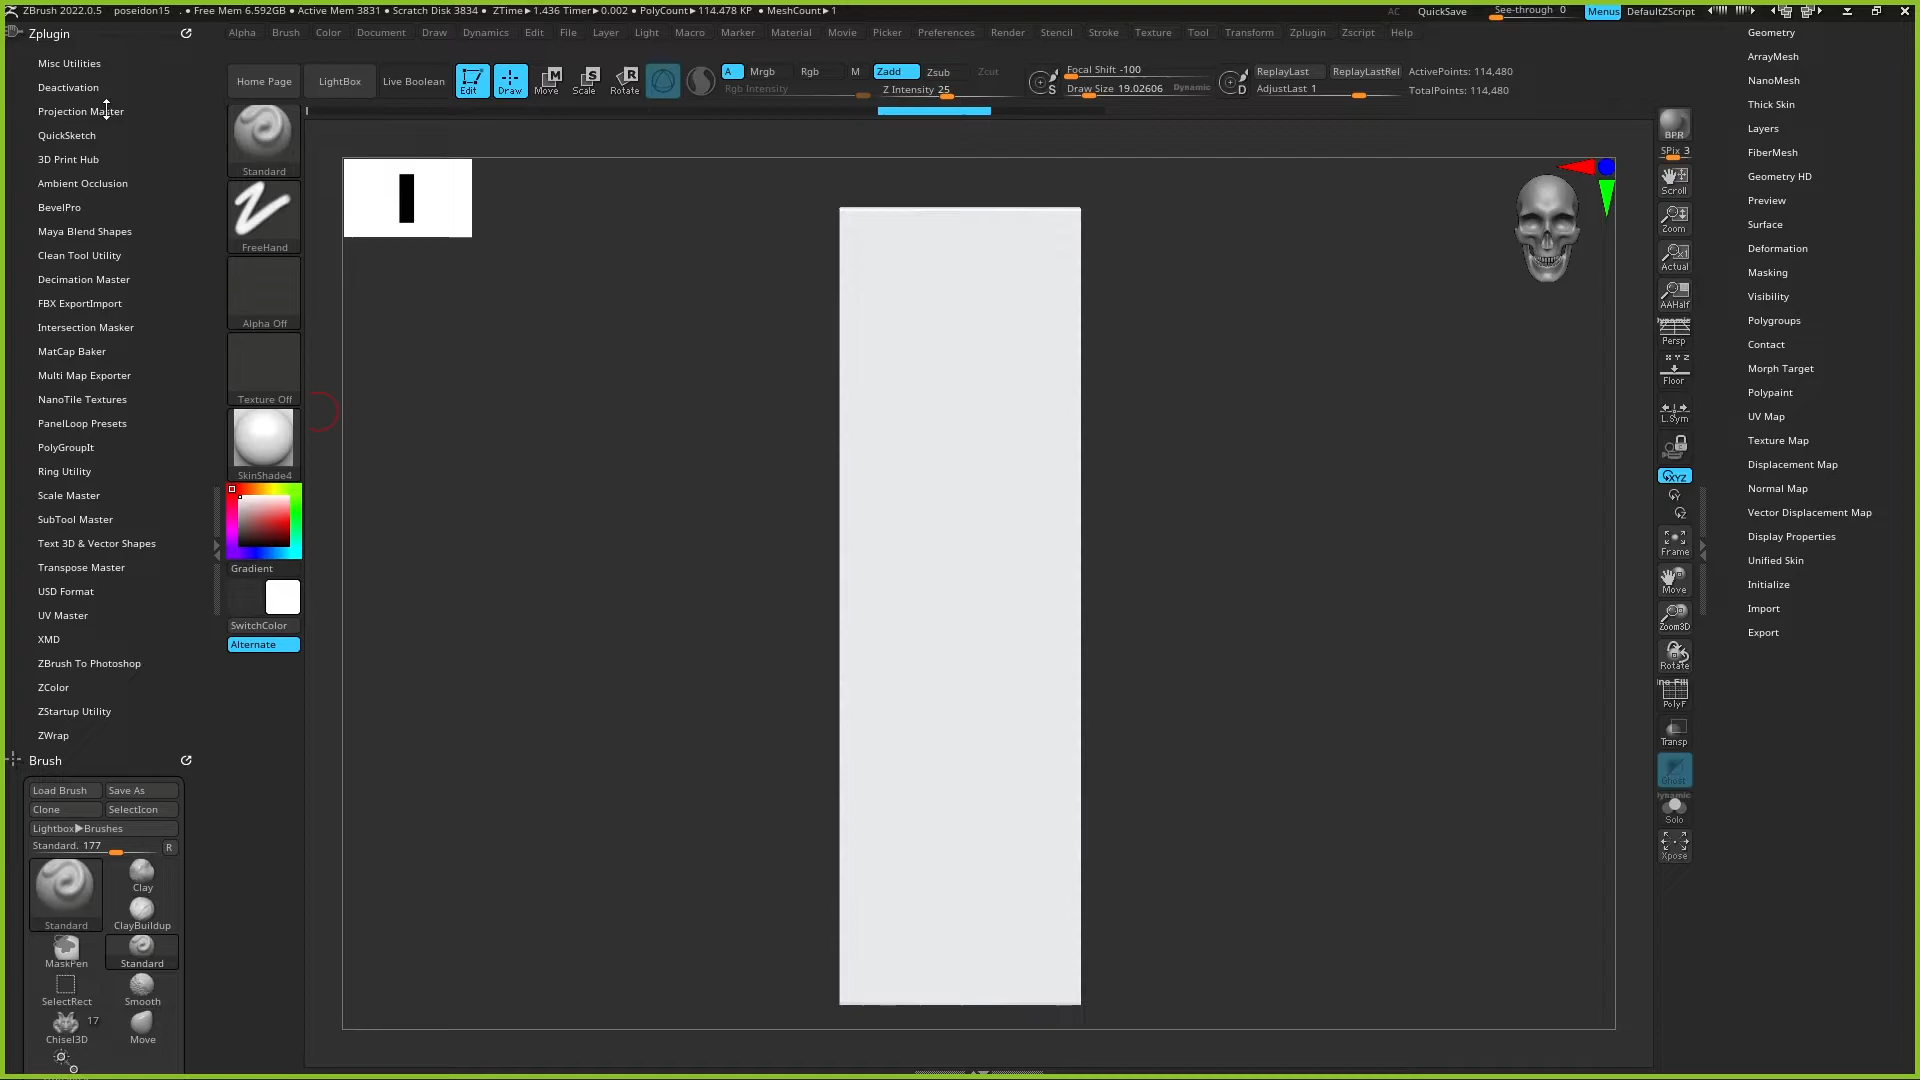 ZBrush 2022.0.5 poseidon15 . • Free Mem 6.592GB • Active Mem 3831 • Scratch Disk 3834 • ZTime▶1.436 Timer▶0.002 • PolyCount▶114.478 KP • MeshCount▶1
AC QuickSave See-through 0 Menus DefaultZScript
Zplugin
Alpha Brush Color Document Draw Dynamics Edit File Layer Light Macro Marker Material Movie Picker Preferences Render Stencil Stroke Texture Tool Transform Zplugin Zscript Help
Home Page LightBox Live Boolean Edit Draw Move Scale Rotate
A Mrgb Rgb M Zadd Zsub Zcut
Rgb Intensity Z Intensity 25
Focal Shift -100
Draw Size 19.02606 Dynamic
S D
ReplayLast ReplayLastRel
AdjustLast 1
ActivePoints: 114,480
TotalPoints: 114,480
Misc Utilities
Deactivation
Projection Master
QuickSketch
3D Print Hub
Ambient Occlusion
BevelPro
Maya Blend Shapes
Clean Tool Utility
Decimation Master
FBX ExportImport
Intersection Masker
MatCap Baker
Multi Map Exporter
NanoTile Textures
PanelLoop Presets
PolyGroupIt
Ring Utility
Scale Master
SubTool Master
Text 3D & Vector Shapes
Transpose Master
USD Format
UV Master
XMD
ZBrush To Photoshop
ZColor
ZStartup Utility
ZWrap
Brush
Load Brush Save As
Clone SelectIcon
Lightbox▶Brushes
Standard. 177 R
Clay
Standard ClayBuildup
MaskPen Standard
SelectRect Smooth
17
Chisel3D Move
Standard
FreeHand
Alpha Off
Texture Off
SkinShade4
Gradient
SwitchColor
Alternate
BPR
SPix 3
Scroll
Zoom
Actual
AAHalf
Dynamic
Persp
X Y Z
Floor
L.Sym
XYZ
Y
Z
Frame
Move
Zoom3D
Rotate
PolyF
Transp
Ghost
Dynamic
Solo
Xpose
Geometry
ArrayMesh
NanoMesh
Thick Skin
Layers
FiberMesh
Geometry HD
Preview
Surface
Deformation
Masking
Visibility
Polygroups
Contact
Morph Target
Polypaint
UV Map
Texture Map
Displacement Map
Normal Map
Vector Displacement Map
Display Properties
Unified Skin
Initialize
Import
Export